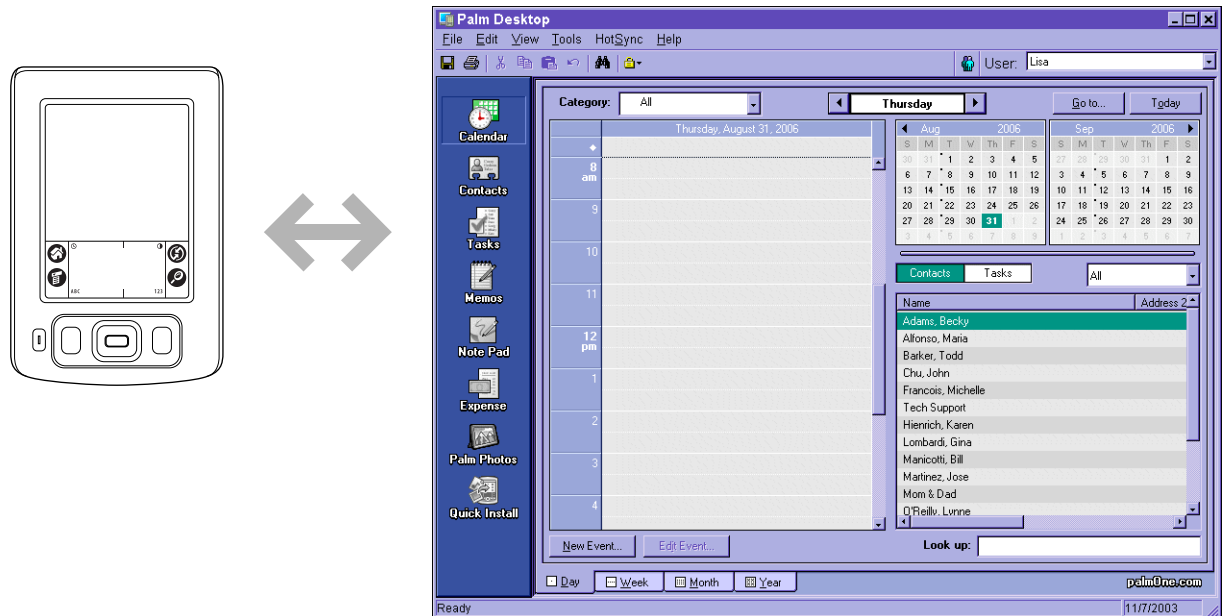 Palm Desktop
File Edit View Tools HotSync Help
User: Lisa
Calendar
Contacts
Tasks
Memos
Note Pad
Expense
Palm Photos
Quick Install
Category: All
Thursday
Go to... Today
Thursday, August 31, 2006
8 am
9
10
11
12 pm
1
2
3
4
Aug 2006
S M T W Th F S
30 31 1 2 3 4 5
6 7 8 9 10 11 12
13 14 15 16 17 18 19
20 21 22 23 24 25 26
27 28 29 30 31 1 2
3 4 5 6 7 8 9
Sep 2006
S M T W Th F S
27 28 29 30 31 1 2
3 4 5 6 7 8 9
10 11 12 13 14 15 16
17 18 19 20 21 22 23
24 25 26 27 28 29 30
1 2 3 4 5 6 7
Contacts Tasks All
Name Address 2
Adams, Becky
Alfonso, Maria
Barker, Todd
Chu, John
Francois, Michelle
Tech Support
Hienrich, Karen
Lombardi, Gina
Manicotti, Bill
Martinez, Jose
Mom & Dad
O'Reilly, Lynne
New Event... Edit Event...
Look up:
Day Week Month Year
palmOne.com
Ready 11/7/2003
ABC 123